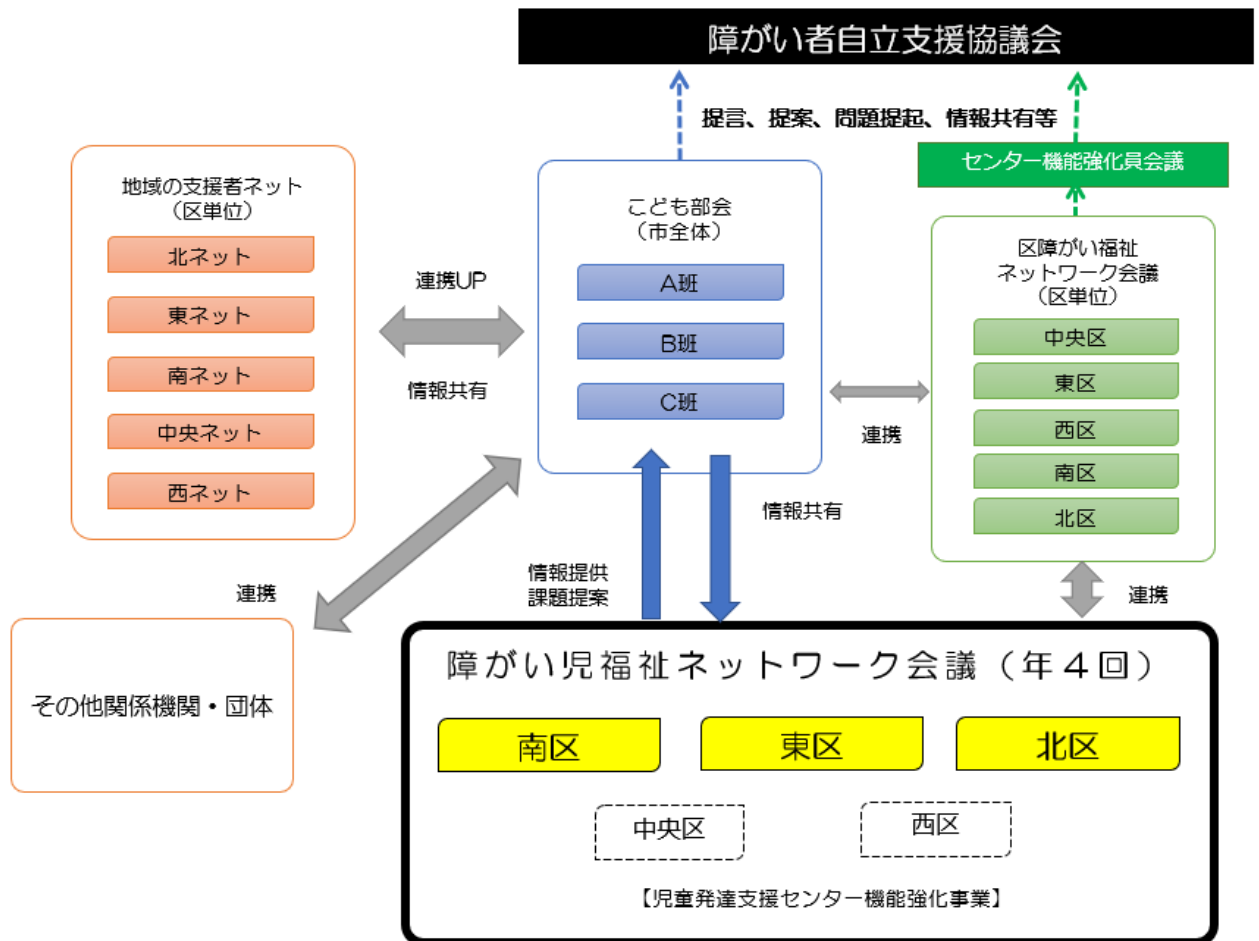 障がい者自立支援協議会
提言、提案、問題提起、情報共有等
センター機能強化員会議
地域の支援者ネット
（区単位）
北ネット
東ネット
南ネット
中央ネット
西ネット
連携UP
情報共有
こども部会
（市全体）
A班
B班
C班
連携
区障がい福祉
ネットワーク会議
（区単位）
中央区
東区
西区
南区
北区
連携
情報提供
課題提案
情報共有
連携
その他関係機関・団体
障がい児福祉ネットワーク会議（年４回）
南区
東区
北区
中央区
西区
【児童発達支援センター機能強化事業】